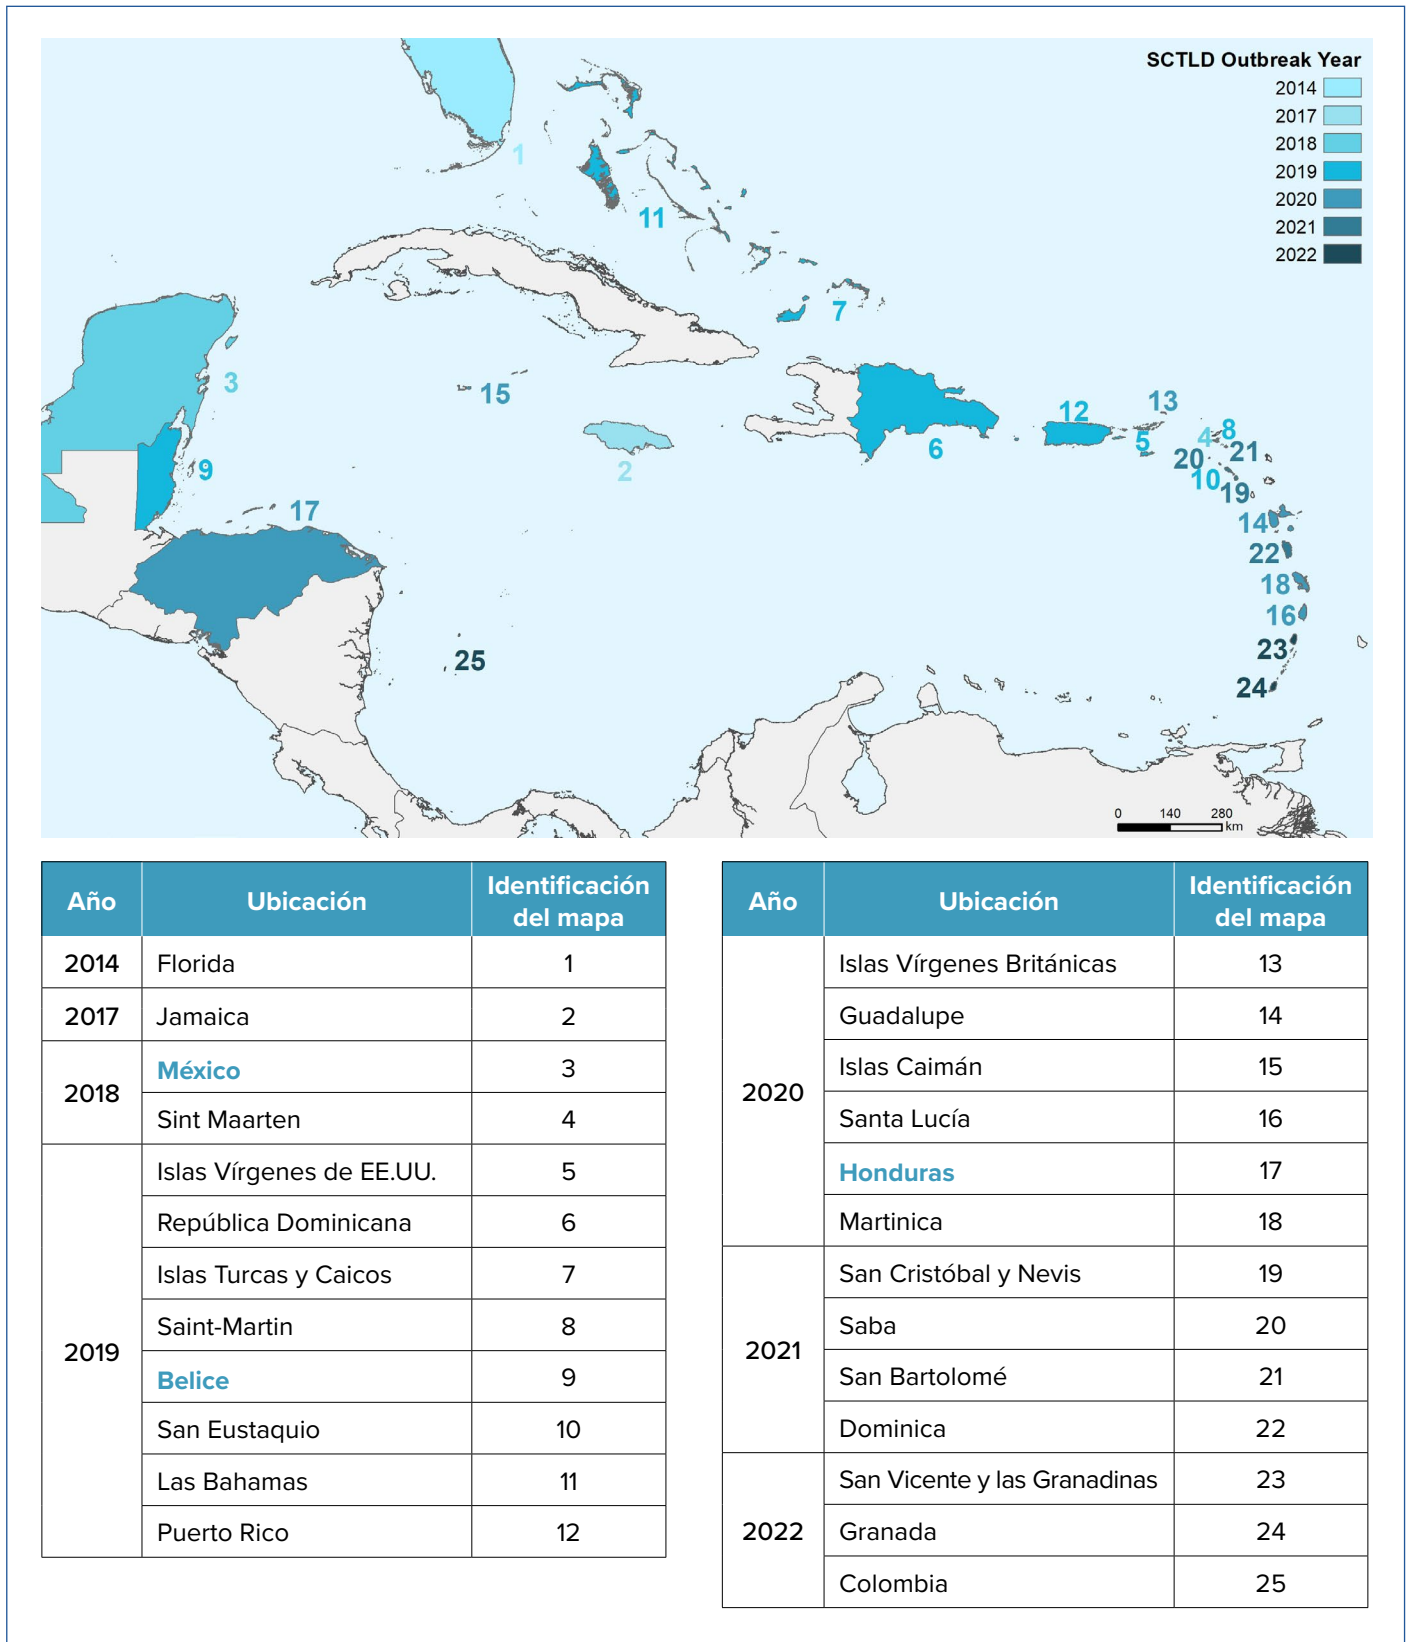 SCTLD Outbreak Year
2014
2017
2018
2019
2020
2021
2022
1
11
7
3
15
2
6
12
13
5
4
8
20
21
10
19
9
17
14
22
18
16
23
24
25
0 140 280
km
Año Ubicación Identificación
del mapa
2014 Florida 1
2017 Jamaica 2
2018 México 3
Sint Maarten 4
2019 Islas Vírgenes de EE.UU. 5
República Dominicana 6
Islas Turcas y Caicos 7
Saint-Martin 8
Belice 9
San Eustaquio 10
Las Bahamas 11
Puerto Rico 12
Año Ubicación Identificación
del mapa
2020 Islas Vírgenes Británicas 13
Guadalupe 14
Islas Caimán 15
Santa Lucía 16
Honduras 17
Martinica 18
2021 San Cristóbal y Nevis 19
Saba 20
San Bartolomé 21
Dominica 22
2022 San Vicente y las Granadinas 23
Granada 24
Colombia 25